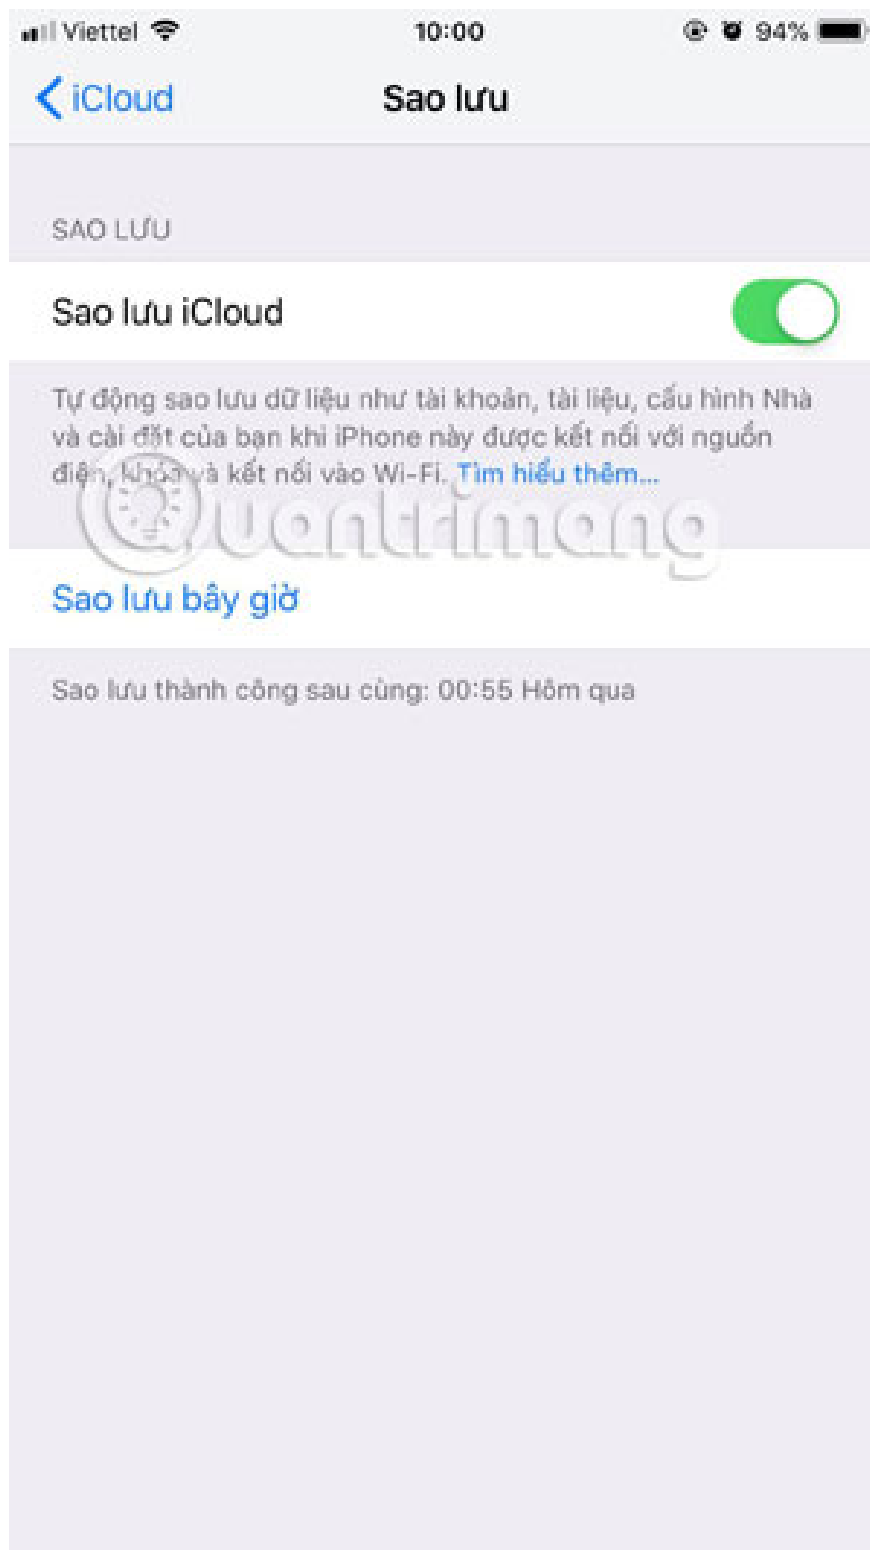 Viettel 10:00 94%
iCloud Sao lưu
SAO LƯU
Sao lưu iCloud
Tự động sao lưu dữ liệu như tài khoản, tài liệu, cấu hình Nhà
và cài đặt của bạn khi iPhone này được kết nối với nguồn
điện, khóa và kết nối vào Wi-Fi. Tìm hiểu thêm...
Quantrimang
Sao lưu bây giờ
Sao lưu thành công sau cùng: 00:55 Hôm qua